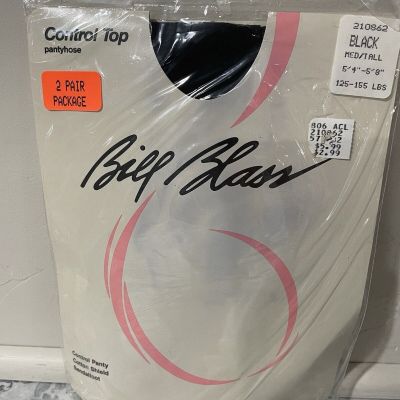 Control Top
pantyhose
2 PAIR
PACKAGE
210862
BLACK
MED/TALL
5'4"-5'8"
125-155 LBS
806 ACL
210862
$5.99
$2.99
Bill Blass
Control Panty
Cotton Shield
Sandalfoot